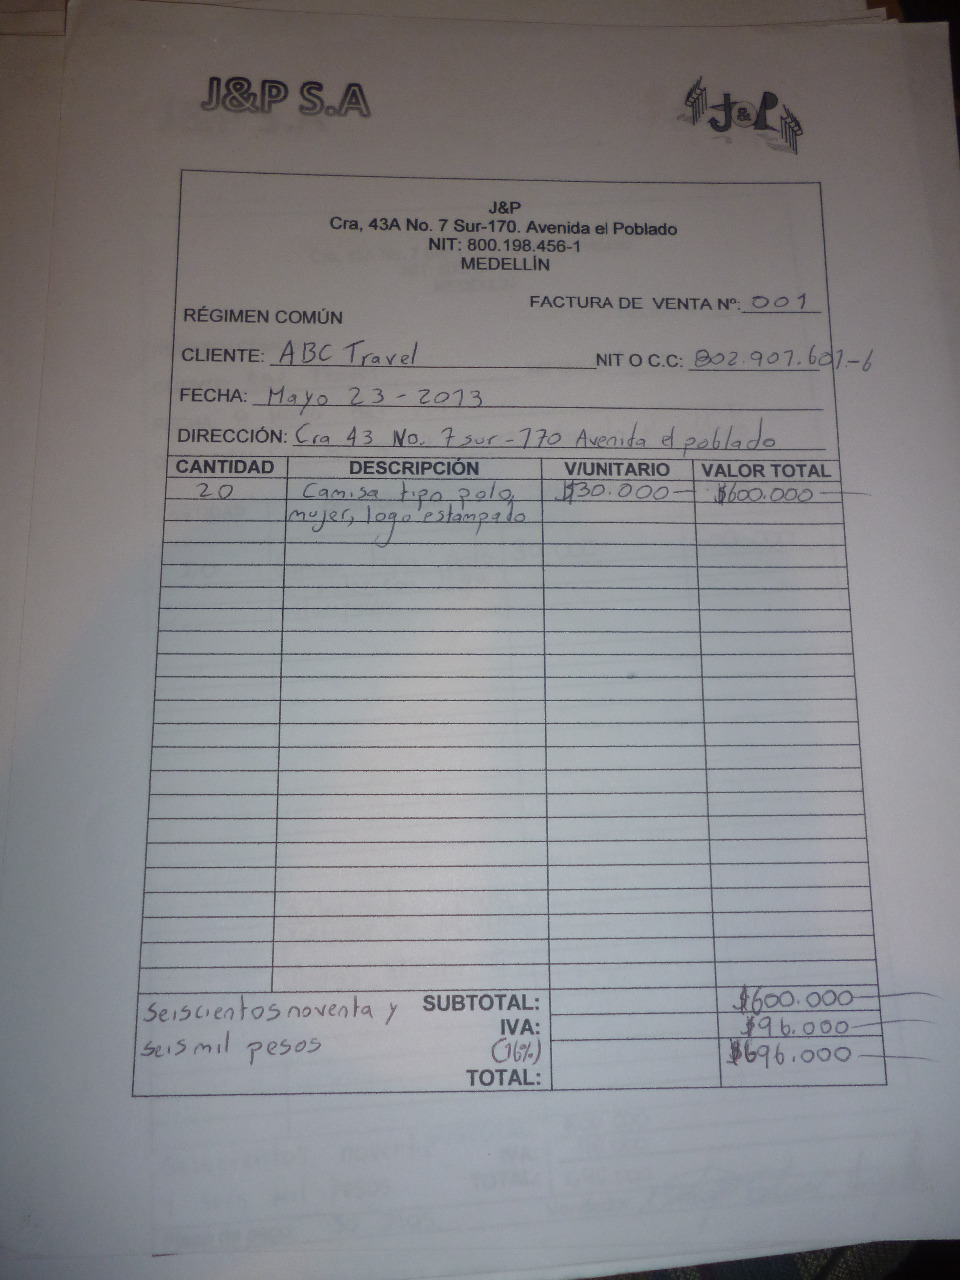 J&P S.A
J&P
J&P
Cra, 43A No. 7 Sur-170. Avenida el Poblado
NIT: 800.198.456-1
MEDELLÍN
FACTURA DE VENTA Nº: 001
RÉGIMEN COMÚN
CLIENTE: ABC Travel NIT O C.C: 802.907.601-6
FECHA: Mayo 23-2013
DIRECCIÓN: Cra 43 No. 7 sur-170 Avenida el poblado
CANTIDAD DESCRIPCIÓN V/UNITARIO VALOR TOTAL
20 Camisa tipo polo, $30.000 $600.000
mujer, logo estampado
seiscientos noventa y SUBTOTAL: $600.000
IVA: $96.000
seis mil pesos (16%) $696.000
TOTAL: